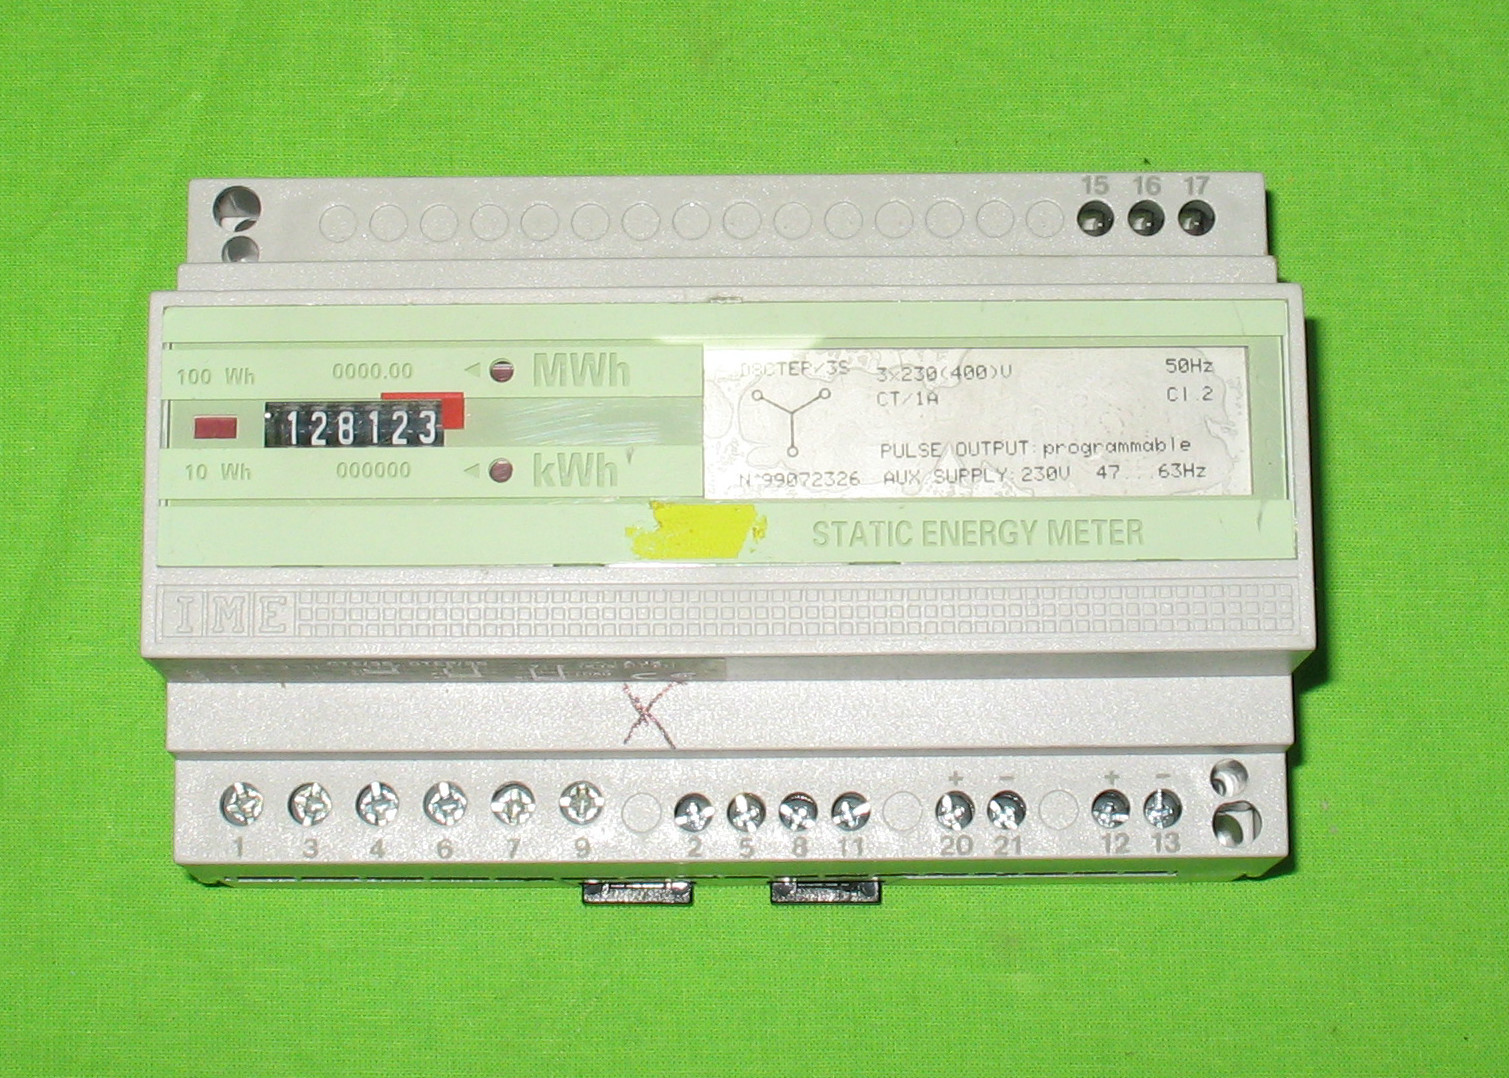 15 16 17
100 Wh 0000.00 ◁ MWh
128123
10 Wh 000000 ◁ kWh
D8CTEP/3S 3x230(400)V 50Hz
CT/1A Cl.2
PULSE OUTPUT: programmable
N°99072326 AUX SUPPLY: 230V 47...63Hz
STATIC ENERGY METER
IME
X
+ - + -
1 3 4 6 7 9 2 5 8 11 20 21 12 13